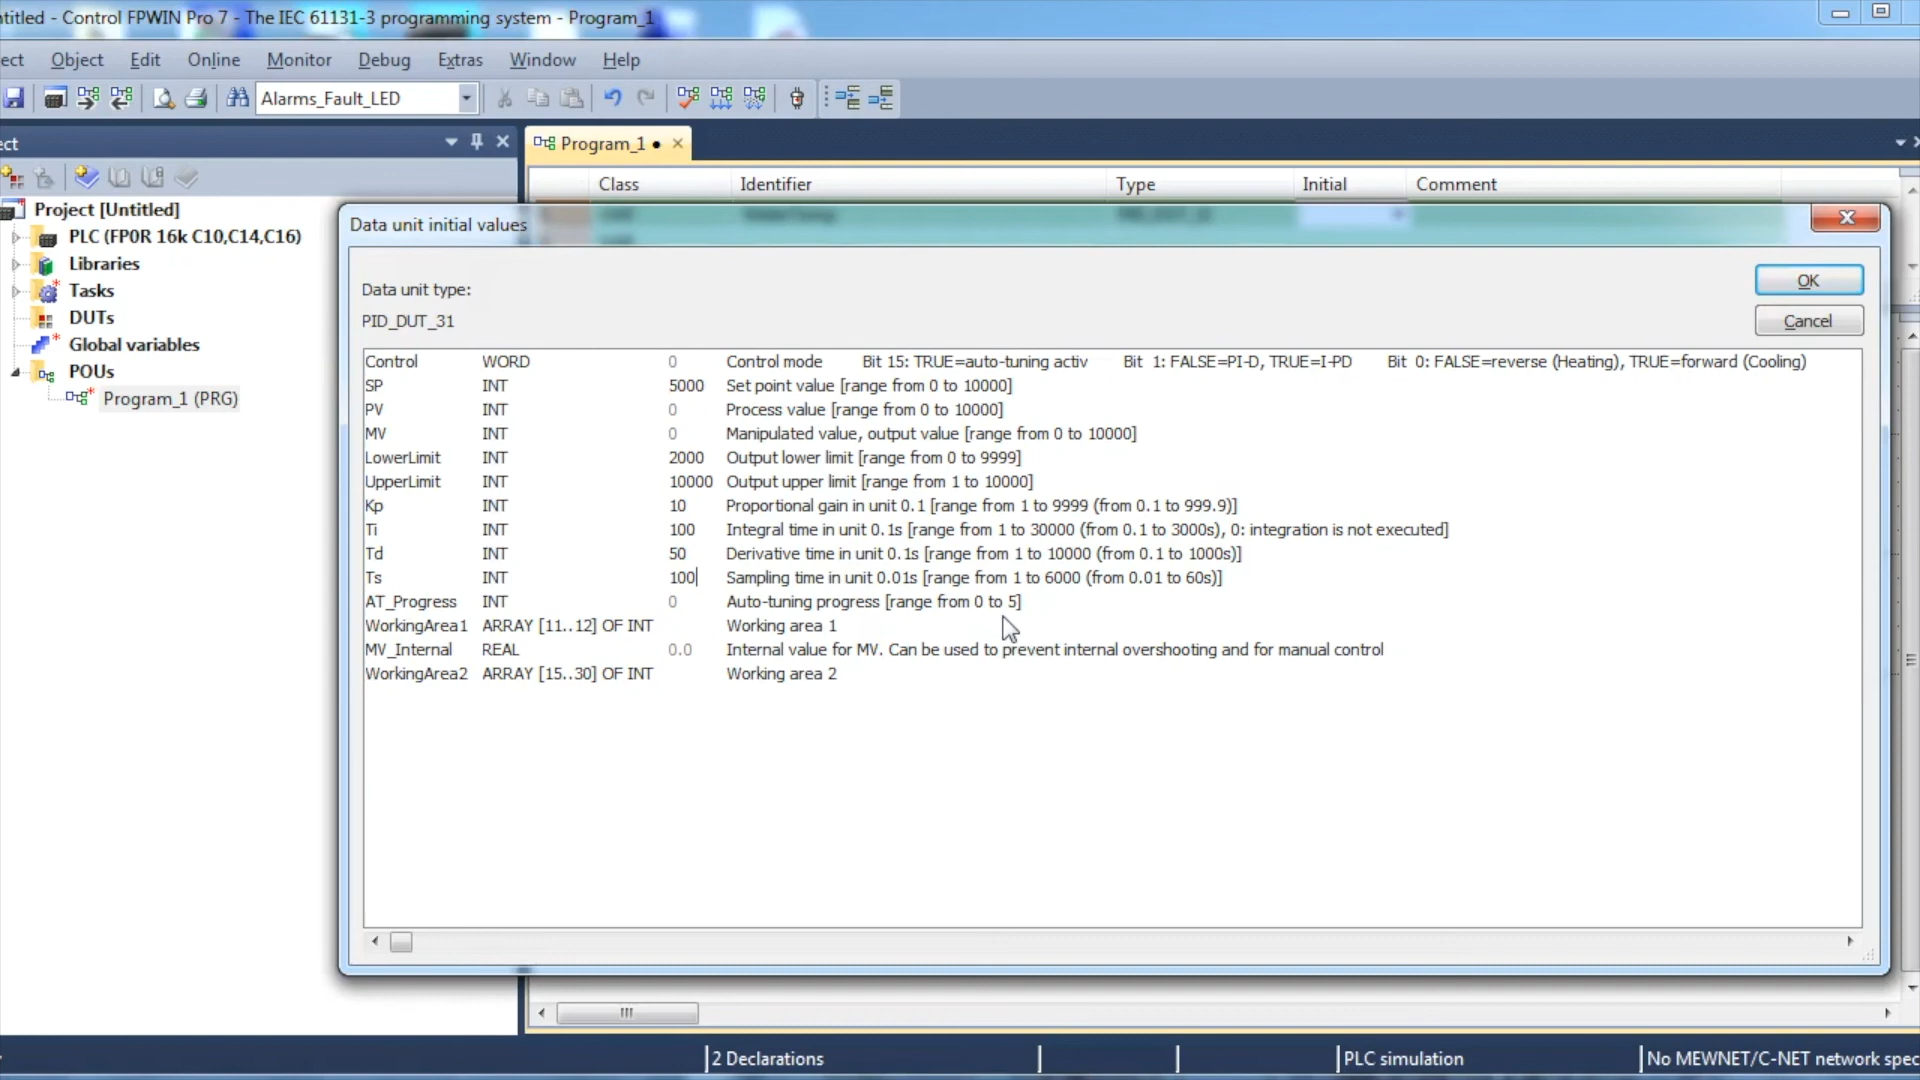 ntitled - Control FPWIN Pro 7 - The IEC 61131-3 programming system - Program_1
ect Object Edit Online Monitor Debug Extras Window Help
Alarms_Fault_LED
ect
Program_1 ●
Class Identifier Type Initial Comment
Project [Untitled]
PLC (FP0R 16k C10,C14,C16)
Libraries
Tasks
DUTs
Global variables
POUs
Program_1 (PRG)
Data unit initial values
Data unit type:
PID_DUT_31
OK
Cancel
Control WORD 0 Control mode Bit 15: TRUE=auto-tuning activ Bit 1: FALSE=PI-D, TRUE=I-PD Bit 0: FALSE=reverse (Heating), TRUE=forward (Cooling)
SP INT 5000 Set point value [range from 0 to 10000]
PV INT 0 Process value [range from 0 to 10000]
MV INT 0 Manipulated value, output value [range from 0 to 10000]
LowerLimit INT 2000 Output lower limit [range from 0 to 9999]
UpperLimit INT 10000 Output upper limit [range from 1 to 10000]
Kp INT 10 Proportional gain in unit 0.1 [range from 1 to 9999 (from 0.1 to 999.9)]
Ti INT 100 Integral time in unit 0.1s [range from 1 to 30000 (from 0.1 to 3000s), 0: integration is not executed]
Td INT 50 Derivative time in unit 0.1s [range from 1 to 10000 (from 0.1 to 1000s)]
Ts INT 100 Sampling time in unit 0.01s [range from 1 to 6000 (from 0.01 to 60s)]
AT_Progress INT 0 Auto-tuning progress [range from 0 to 5]
WorkingArea1 ARRAY [11..12] OF INT Working area 1
MV_Internal REAL 0.0 Internal value for MV. Can be used to prevent internal overshooting and for manual control
WorkingArea2 ARRAY [15..30] OF INT Working area 2
2 Declarations PLC simulation No MEWNET/C-NET network spec